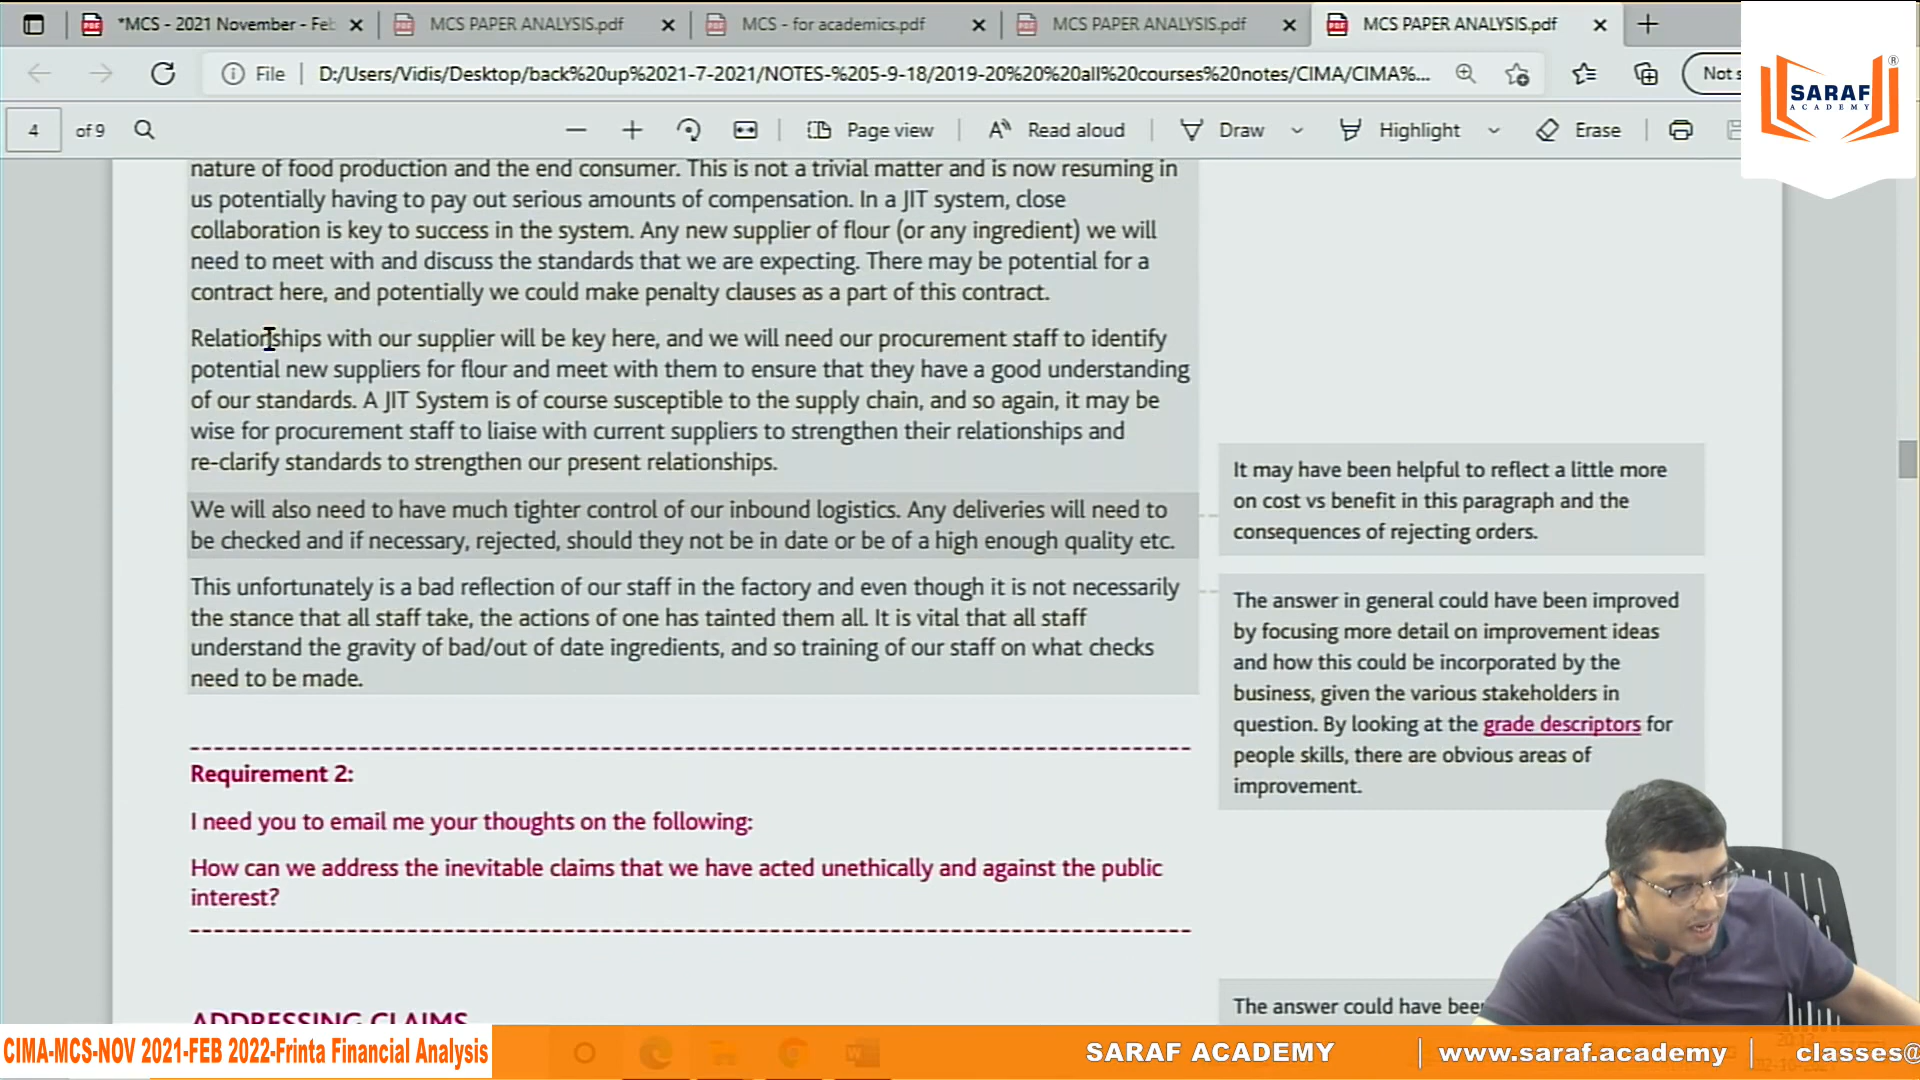 *MCS - 2021 November - Feb
MCS PAPER ANALYSIS.pdf
MCS - for academics.pdf
MCS PAPER ANALYSIS.pdf
MCS PAPER ANALYSIS.pdf
File
D:/Users/Vidis/Desktop/back%20up%2021-7-2021/NOTES-%205-9-18/2019-20%20%20all%20courses%20notes/CIMA/CIMA%...
Not s
SARAF
ACADEMY
4 of 9
Page view
Read aloud
Draw
Highlight
Erase
nature of food production and the end consumer. This is not a trivial matter and is now resuming in
us potentially having to pay out serious amounts of compensation. In a JIT system, close
collaboration is key to success in the system. Any new supplier of flour (or any ingredient) we will
need to meet with and discuss the standards that we are expecting. There may be potential for a
contract here, and potentially we could make penalty clauses as a part of this contract.
Relationships with our supplier will be key here, and we will need our procurement staff to identify
potential new suppliers for flour and meet with them to ensure that they have a good understanding
of our standards. A JIT System is of course susceptible to the supply chain, and so again, it may be
wise for procurement staff to liaise with current suppliers to strengthen their relationships and
re-clarify standards to strengthen our present relationships.
We will also need to have much tighter control of our inbound logistics. Any deliveries will need to
be checked and if necessary, rejected, should they not be in date or be of a high enough quality etc.
This unfortunately is a bad reflection of our staff in the factory and even though it is not necessarily
the stance that all staff take, the actions of one has tainted them all. It is vital that all staff
understand the gravity of bad/out of date ingredients, and so training of our staff on what checks
need to be made.
It may have been helpful to reflect a little more
on cost vs benefit in this paragraph and the
consequences of rejecting orders.
The answer in general could have been improved
by focusing more detail on improvement ideas
and how this could be incorporated by the
business, given the various stakeholders in
question. By looking at the grade descriptors for
people skills, there are obvious areas of
improvement.
Requirement 2:
I need you to email me your thoughts on the following:
How can we address the inevitable claims that we have acted unethically and against the public
interest?
ADDRESSING CLAIMS
The answer could have bee
CIMA-MCS-NOV 2021-FEB 2022-Frinta Financial Analysis
SARAF ACADEMY | www.saraf.academy | classes@